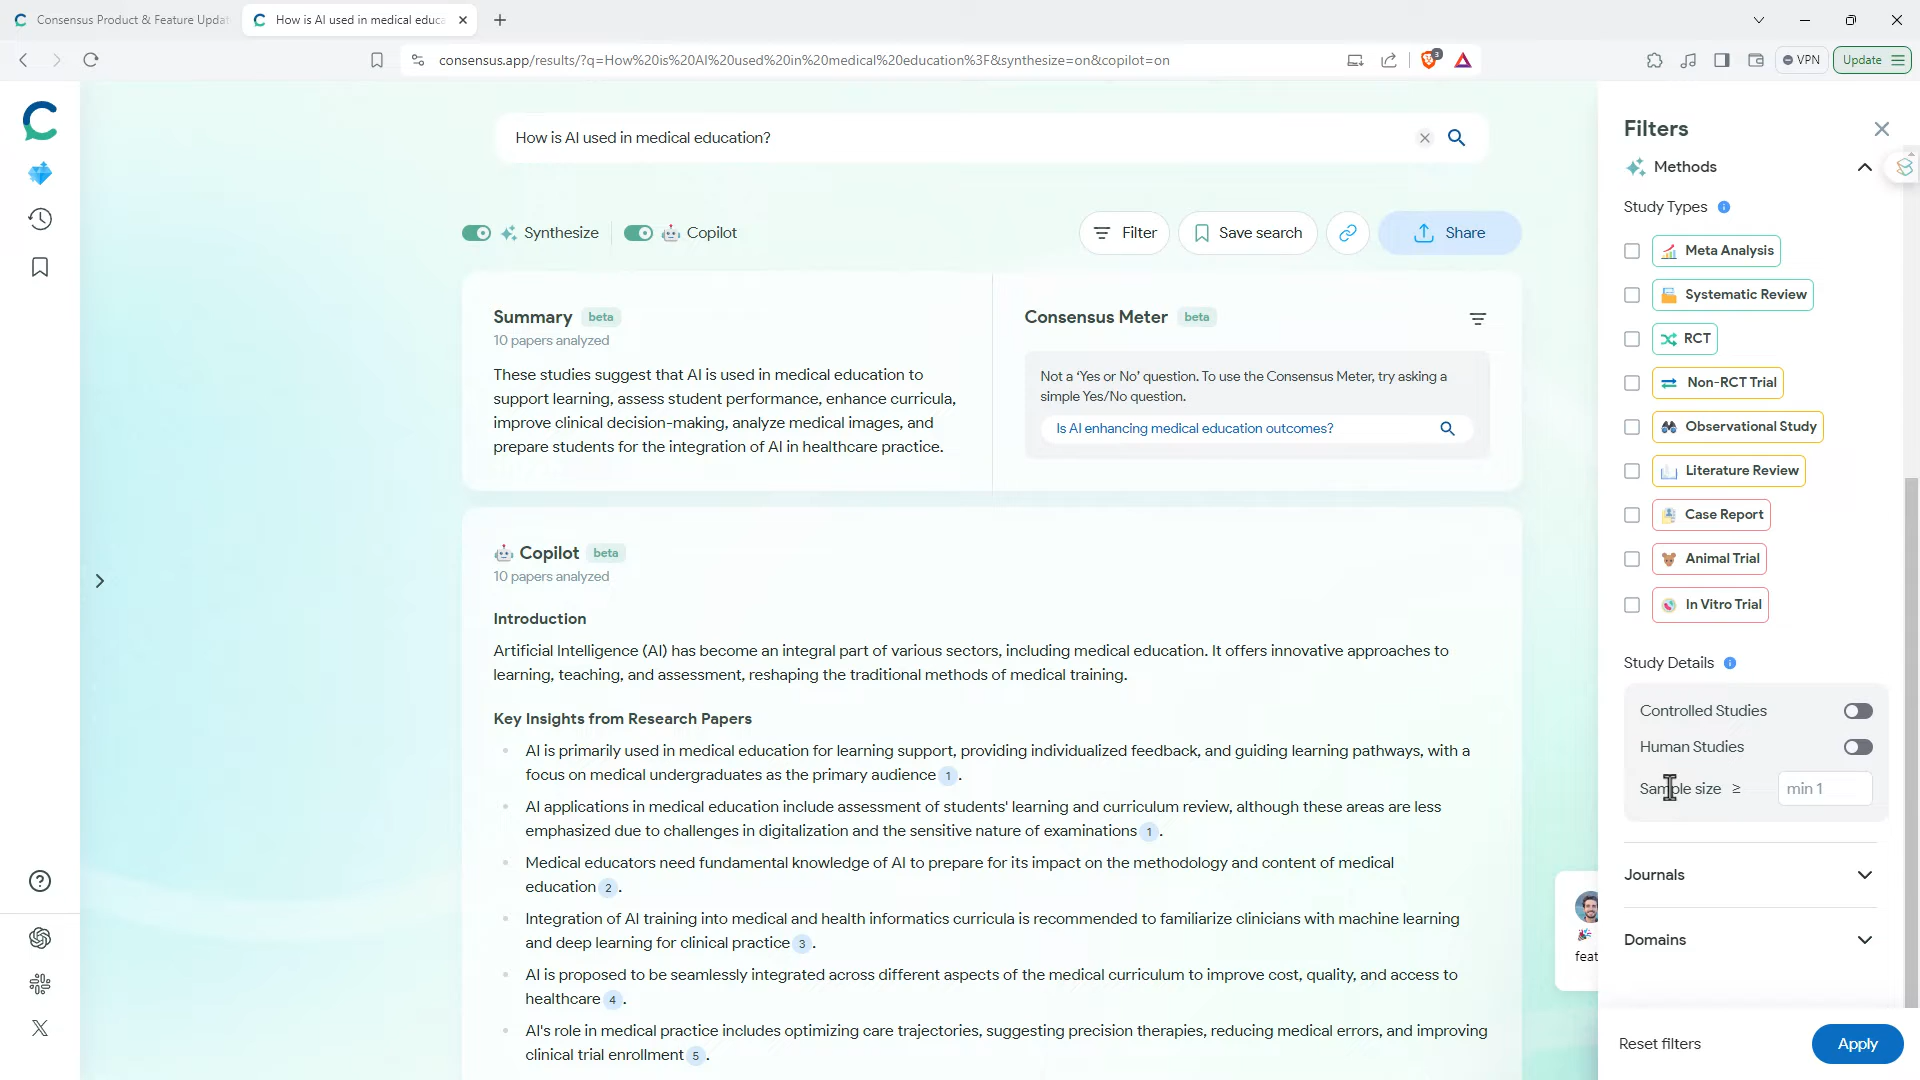 Consensus Product & Feature Updat
How is AI used in medical educa
consensus.app/results/?q=How%20is%20AI%20used%20in%20medical%20education%3F&synthesize=on&copilot=on
3
VPN
Update
How is AI used in medical education?
Synthesize
Copilot
Filter
Save search
Share
Summary beta
10 papers analyzed
These studies suggest that AI is used in medical education to
support learning, assess student performance, enhance curricula,
improve clinical decision-making, analyze medical images, and
prepare students for the integration of AI in healthcare practice.
Consensus Meter beta
Not a ‘Yes or No’ question. To use the Consensus Meter, try asking a
simple Yes/No question.
Is AI enhancing medical education outcomes?
Copilot beta
10 papers analyzed
Introduction
Artificial Intelligence (AI) has become an integral part of various sectors, including medical education. It offers innovative approaches to
learning, teaching, and assessment, reshaping the traditional methods of medical training.
Key Insights from Research Papers
AI is primarily used in medical education for learning support, providing individualized feedback, and guiding learning pathways, with a
focus on medical undergraduates as the primary audience 1 .
AI applications in medical education include assessment of students' learning and curriculum review, although these areas are less
emphasized due to challenges in digitalization and the sensitive nature of examinations 1 .
Medical educators need fundamental knowledge of AI to prepare for its impact on the methodology and content of medical
education 2 .
Integration of AI training into medical and health informatics curricula is recommended to familiarize clinicians with machine learning
and deep learning for clinical practice 3 .
AI is proposed to be seamlessly integrated across different aspects of the medical curriculum to improve cost, quality, and access to
healthcare 4 .
AI's role in medical practice includes optimizing care trajectories, suggesting precision therapies, reducing medical errors, and improving
clinical trial enrollment 5 .
feat
Filters
Methods
Study Types
Meta Analysis
Systematic Review
RCT
Non-RCT Trial
Observational Study
Literature Review
Case Report
Animal Trial
In Vitro Trial
Study Details
Controlled Studies
Human Studies
Sample size ≥ min 1
Journals
Domains
Reset filters
Apply